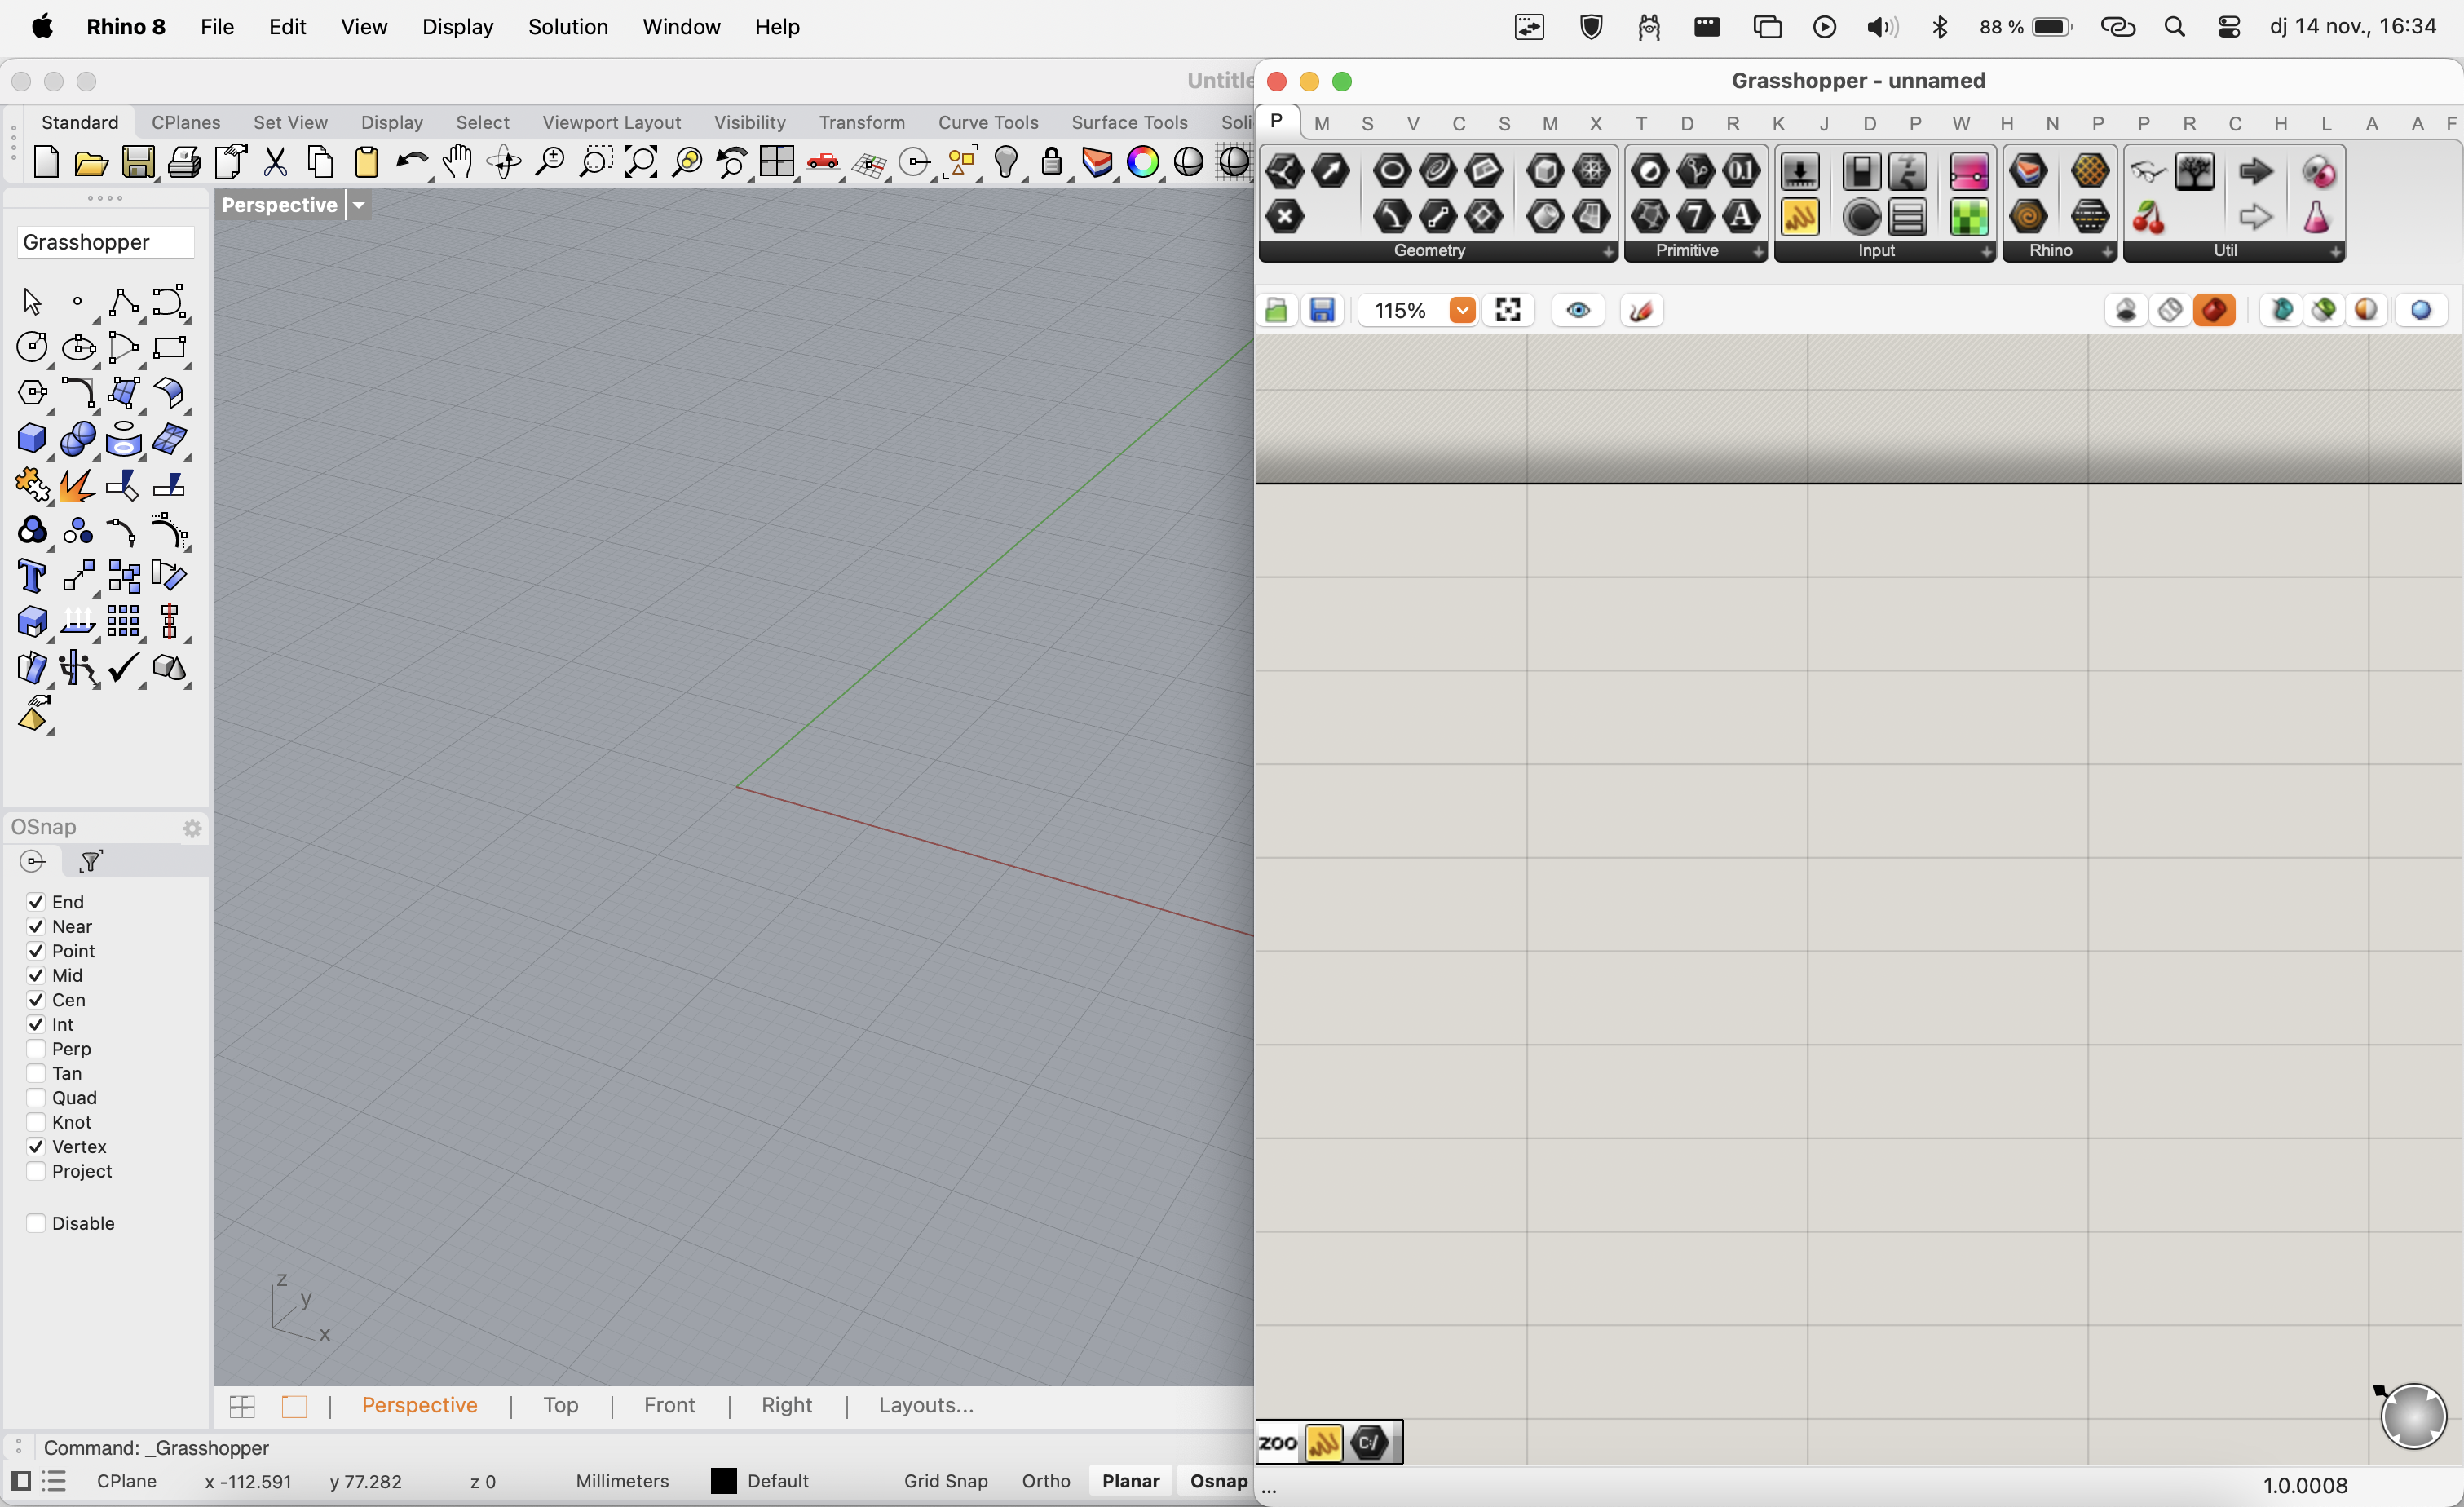 Rhino 8 File Edit View Display Solution Window Help 88 % dj 14 nov., 16:34
Untitle
Grasshopper - unnamed
Standard CPlanes Set View Display Select Viewport Layout Visibility Transform Curve Tools Surface Tools Soli
P M S V C S M X T D R K J D P W H N P P R C H L A A F
Perspective
Grasshopper
Geometry Primitive Input Rhino Util
115%
OSnap
End
Near
Point
Mid
Cen
Int
Perp
Tan
Quad
Knot
Vertex
Project
Disable
z
y
x
Perspective | Top | Front | Right | Layouts...
zoo C:/
Command: _Grasshopper
CPlane x -112.591 y 77.282 z 0 Millimeters Default Grid Snap Ortho Planar Osnap
...
1.0.0008